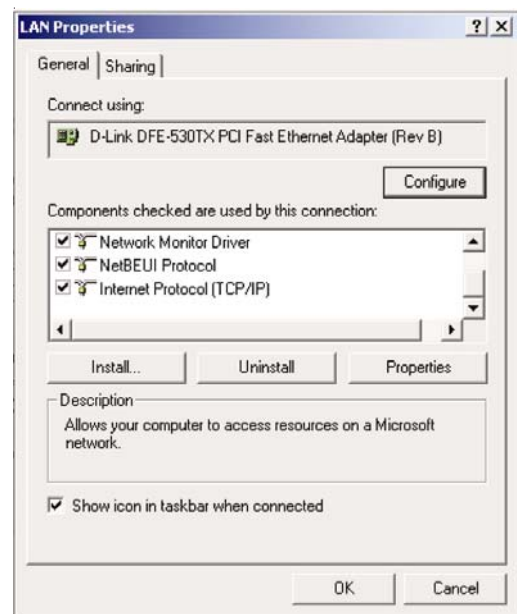 LAN Properties
General
Sharing
Connect using:
D-Link DFE-530TX PCI Fast Ethernet Adapter (Rev B)
Configure
Components checked are used by this connection:
Network Monitor Driver
NetBEUI Protocol
Internet Protocol (TCP/IP)
Install...
Uninstall
Properties
Description
Allows your computer to access resources on a Microsoft
network.
Show icon in taskbar when connected
OK
Cancel